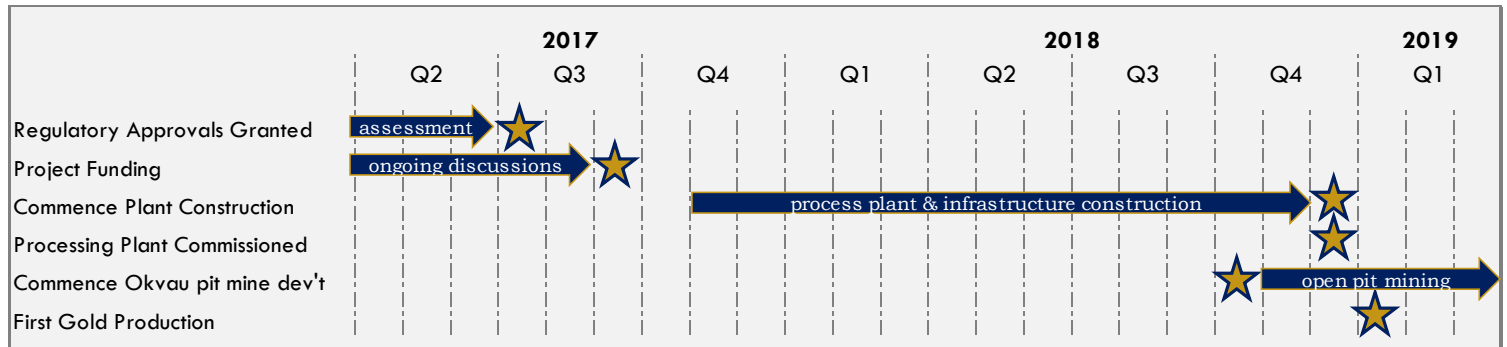 2017 2018 2019
Q2 Q3 Q4 Q1 Q2 Q3 Q4 Q1
Regulatory Approvals Granted assessment
Project Funding ongoing discussions
Commence Plant Construction process plant & infrastructure construction
Processing Plant Commissioned
Commence Okvau pit mine dev't open pit mining
First Gold Production